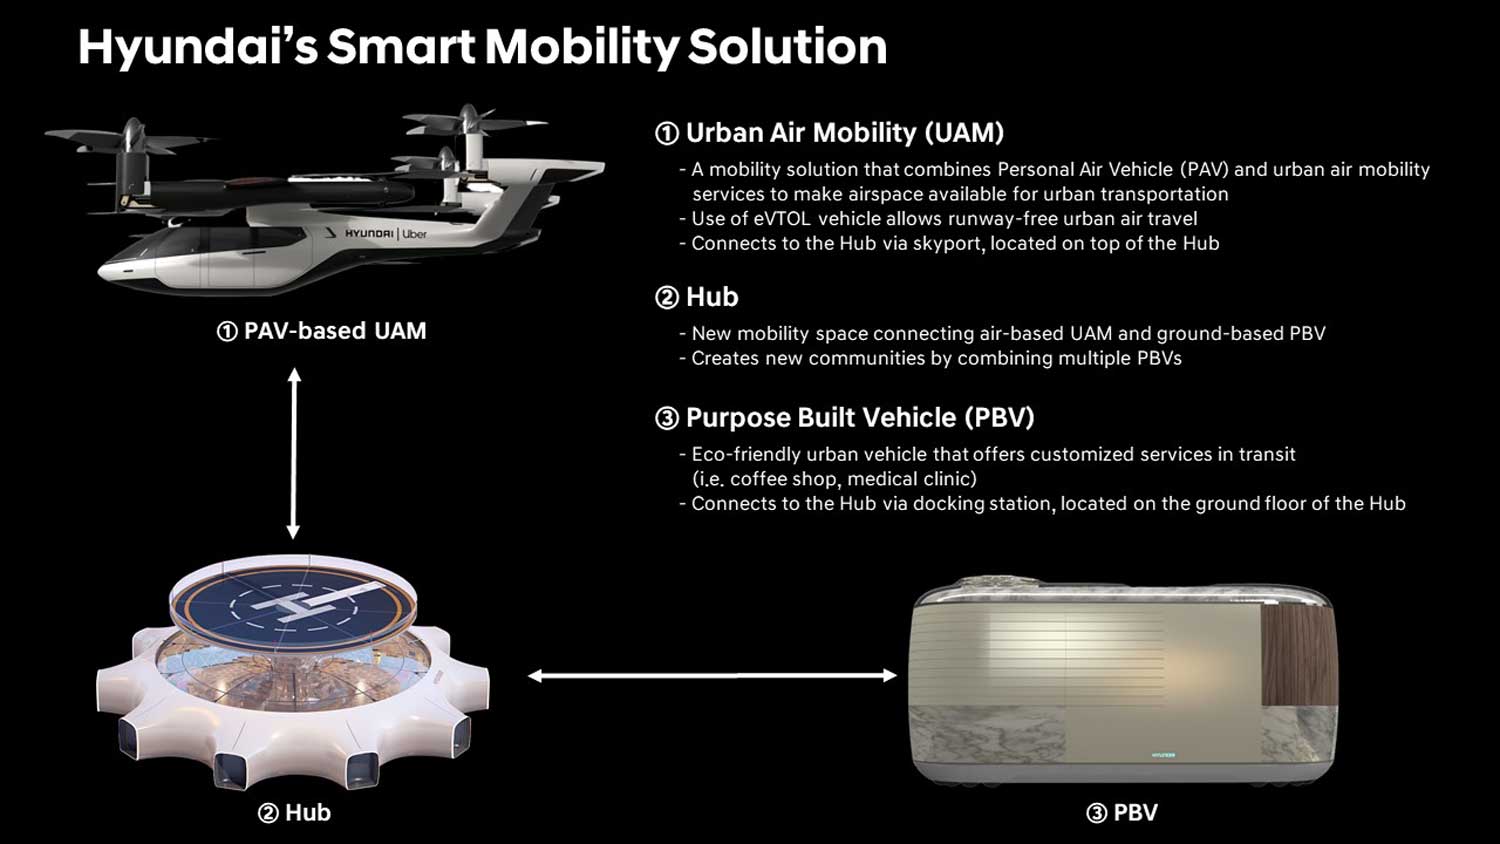 Hyundai's Smart Mobility Solution
HYUNDAI | Uber
① PAV-based UAM
① Urban Air Mobility (UAM)
- A mobility solution that combines Personal Air Vehicle (PAV) and urban air mobility
services to make airspace available for urban transportation
- Use of eVTOL vehicle allows runway-free urban air travel
- Connects to the Hub via skyport, located on top of the Hub
② Hub
- New mobility space connecting air-based UAM and ground-based PBV
- Creates new communities by combining multiple PBVs
③ Purpose Built Vehicle (PBV)
- Eco-friendly urban vehicle that offers customized services in transit
(i.e. coffee shop, medical clinic)
- Connects to the Hub via docking station, located on the ground floor of the Hub
H
② Hub
HYUNDAI
③ PBV